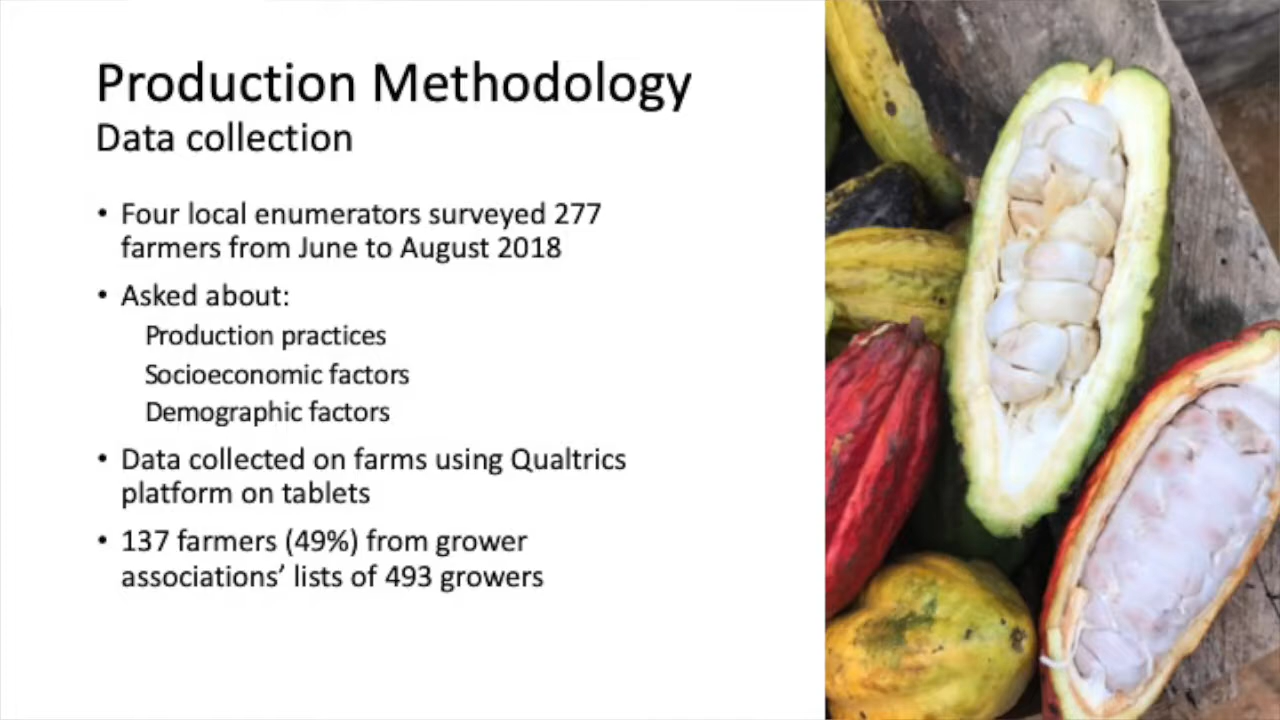 Production Methodology
Data collection
• Four local enumerators surveyed 277
farmers from June to August 2018
• Asked about:
Production practices
Socioeconomic factors
Demographic factors
• Data collected on farms using Qualtrics
platform on tablets
• 137 farmers (49%) from grower
associations’ lists of 493 growers